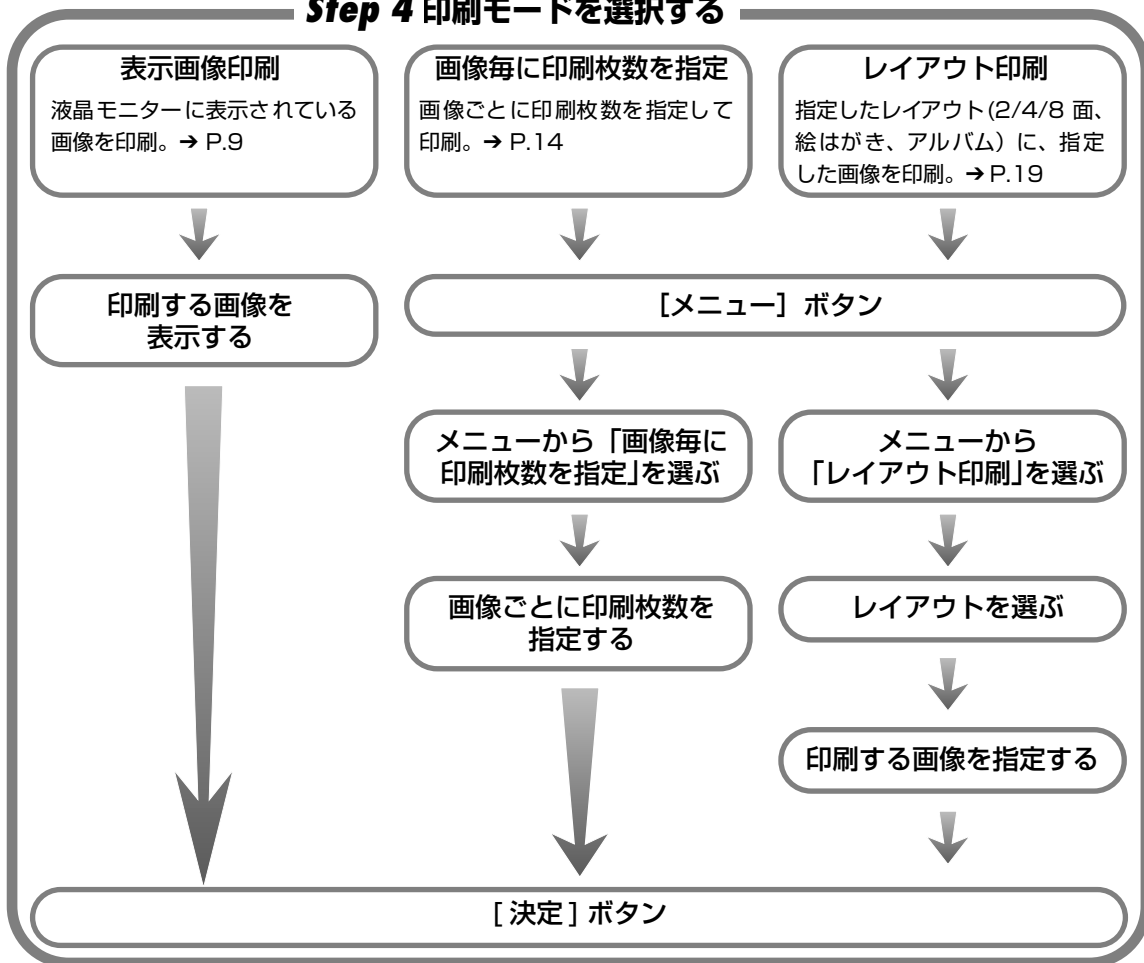 Step 4 印刷モードを選択する
表示画像印刷
液晶モニターに表示されている
画像を印刷。➔ P.9
画像毎に印刷枚数を指定
画像ごとに印刷枚数を指定して
印刷。➔ P.14
レイアウト印刷
指定したレイアウト(2/4/8 面、
絵はがき、アルバム）に、指定
した画像を印刷。➔ P.19
印刷する画像を
表示する
［メニュー］ボタン
メニューから「画像毎に
印刷枚数を指定」を選ぶ
メニューから
「レイアウト印刷」を選ぶ
画像ごとに印刷枚数を
指定する
レイアウトを選ぶ
印刷する画像を指定する
[ 決定 ] ボタン